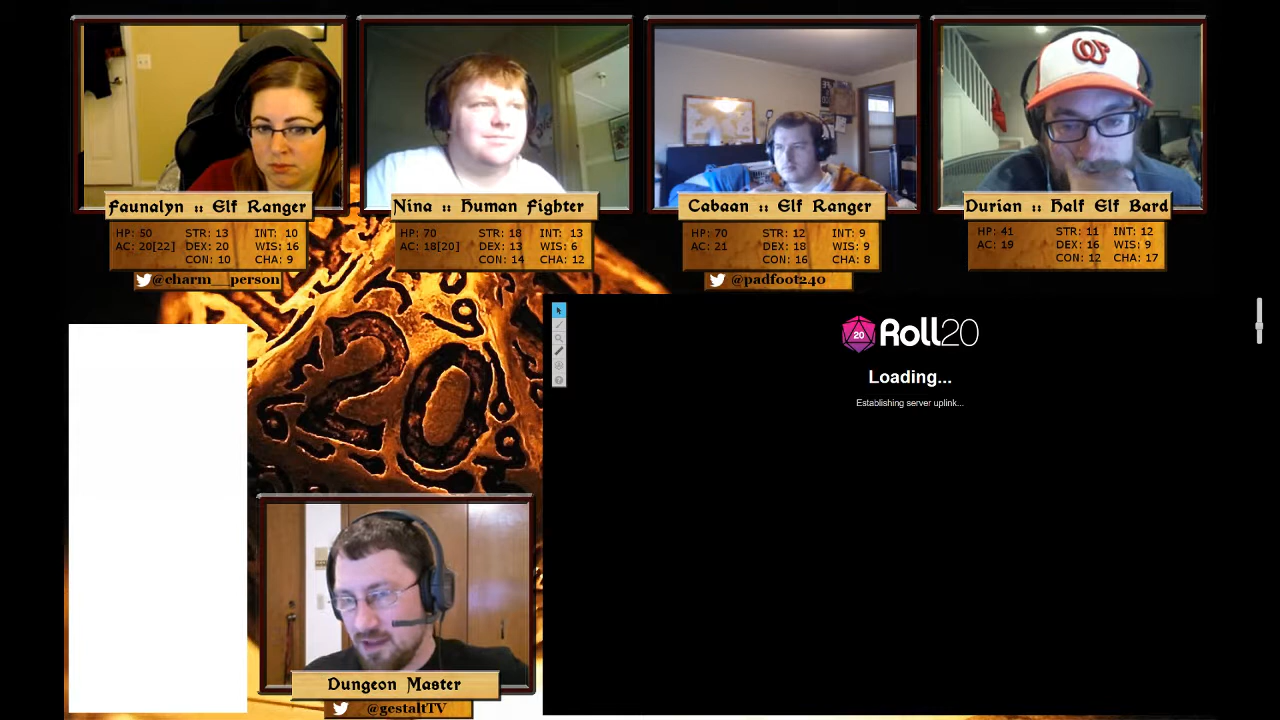 Faunalyn :: Elf Ranger
HP: 50 STR: 13 INT: 10
AC: 20[22] DEX: 20 WIS: 16
CON: 10 CHA: 9
@charm__person
Nina :: Human Fighter
HP: 70 STR: 18 INT: 13
AC: 18[20] DEX: 13 WIS: 6
CON: 14 CHA: 12
Cabaan :: Elf Ranger
HP: 70 STR: 12 INT: 9
AC: 21 DEX: 18 WIS: 9
CON: 16 CHA: 8
@padfoot240
Durian :: Half Elf Bard
HP: 41 STR: 11 INT: 12
AC: 19 DEX: 16 WIS: 9
CON: 12 CHA: 17
20 Roll20
Loading...
Establishing server uplink...
20
9
Dungeon Master
@gestaltTV